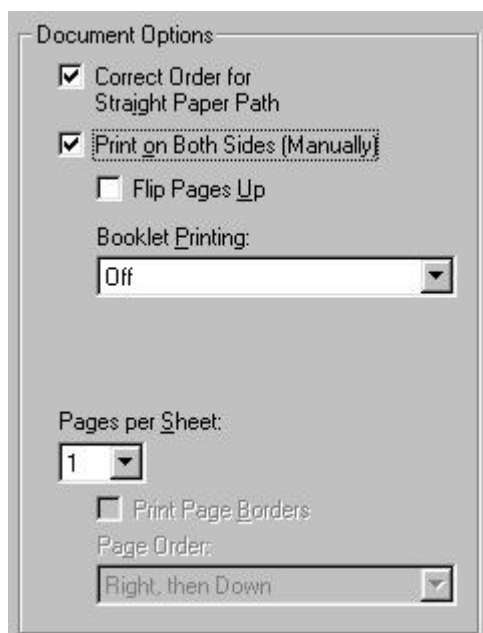 Document Options
Correct Order for
Straight Paper Path
Print on Both Sides (Manually)
Flip Pages Up
Booklet Printing:
Off
Pages per Sheet:
1
Print Page Borders
Page Order:
Right, then Down